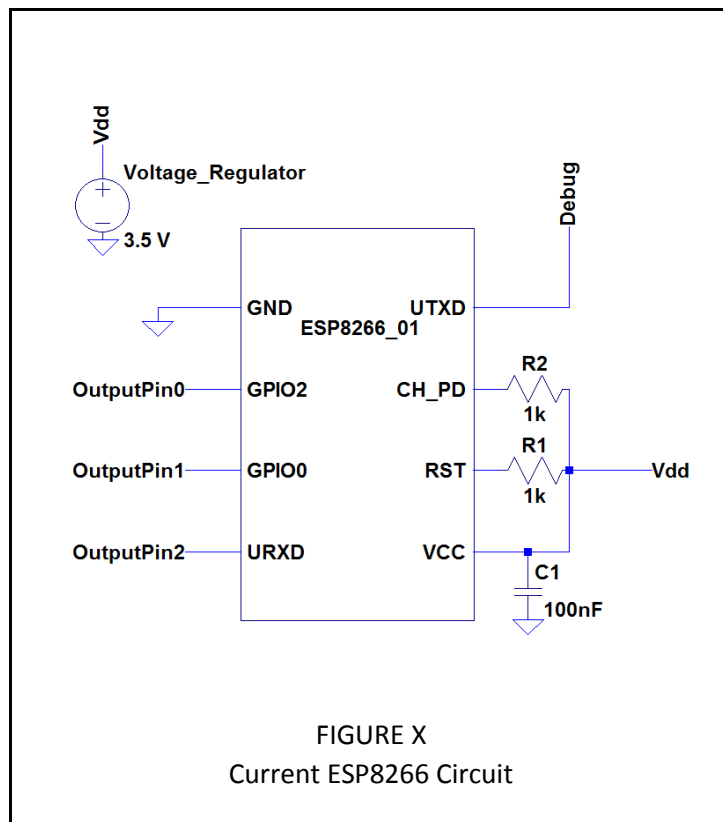 Vdd
Voltage_Regulator
3.5 V
Debug
GND
UTXD
ESP8266_01
OutputPin0
GPIO2
CH_PD
R2
1k
OutputPin1
GPIO0
RST
R1
1k
Vdd
OutputPin2
URXD
VCC
C1
100nF
FIGURE X
Current ESP8266 Circuit